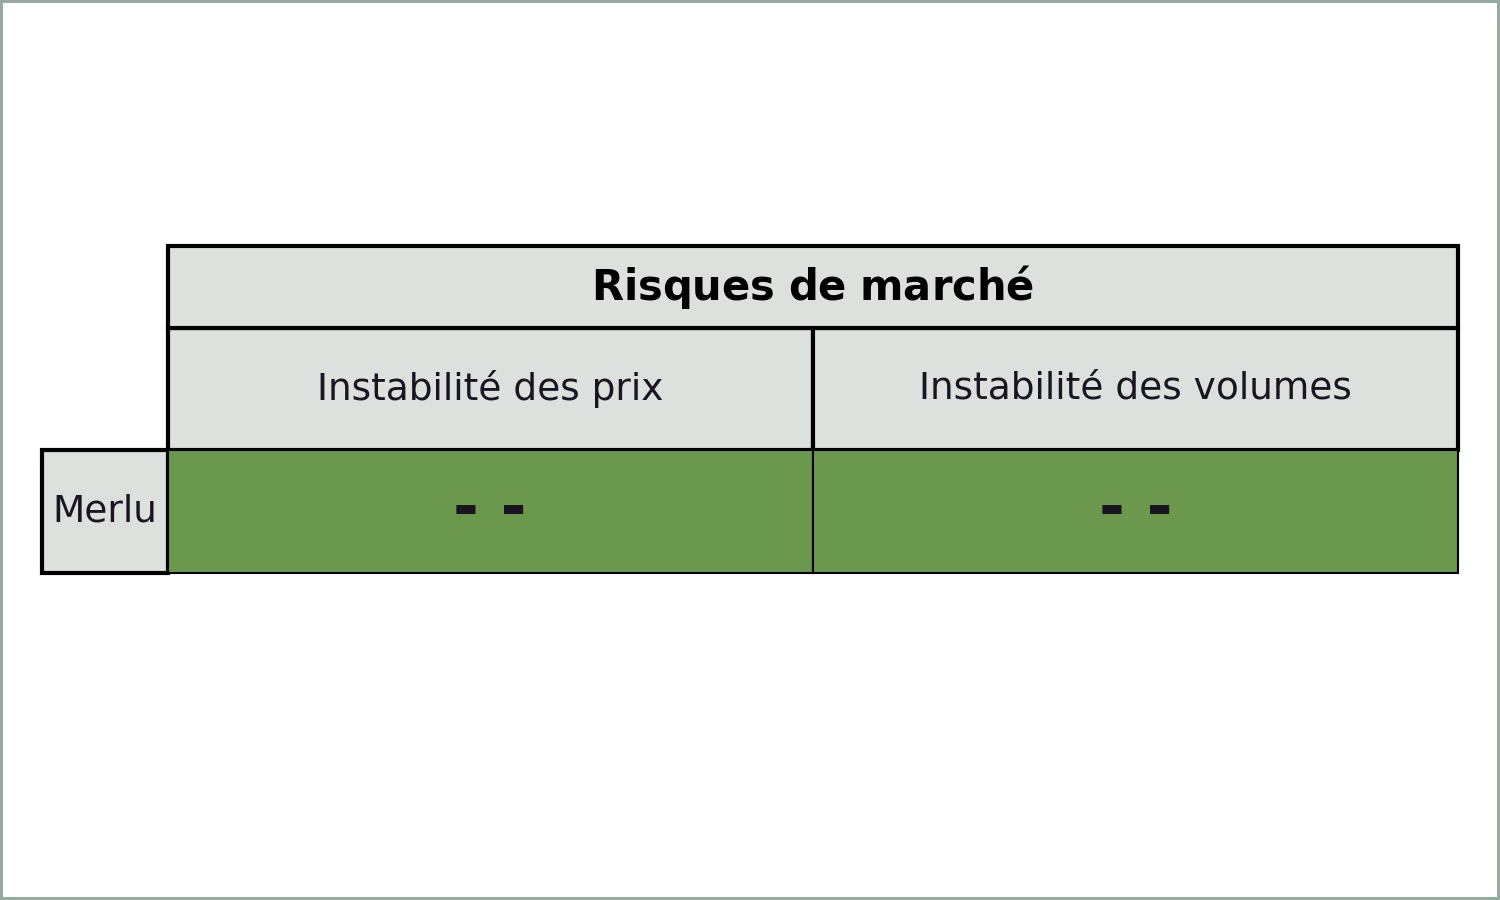 Risques de marché
Instabilité des prix
Instabilité des volumes
Merlu
- -
- -